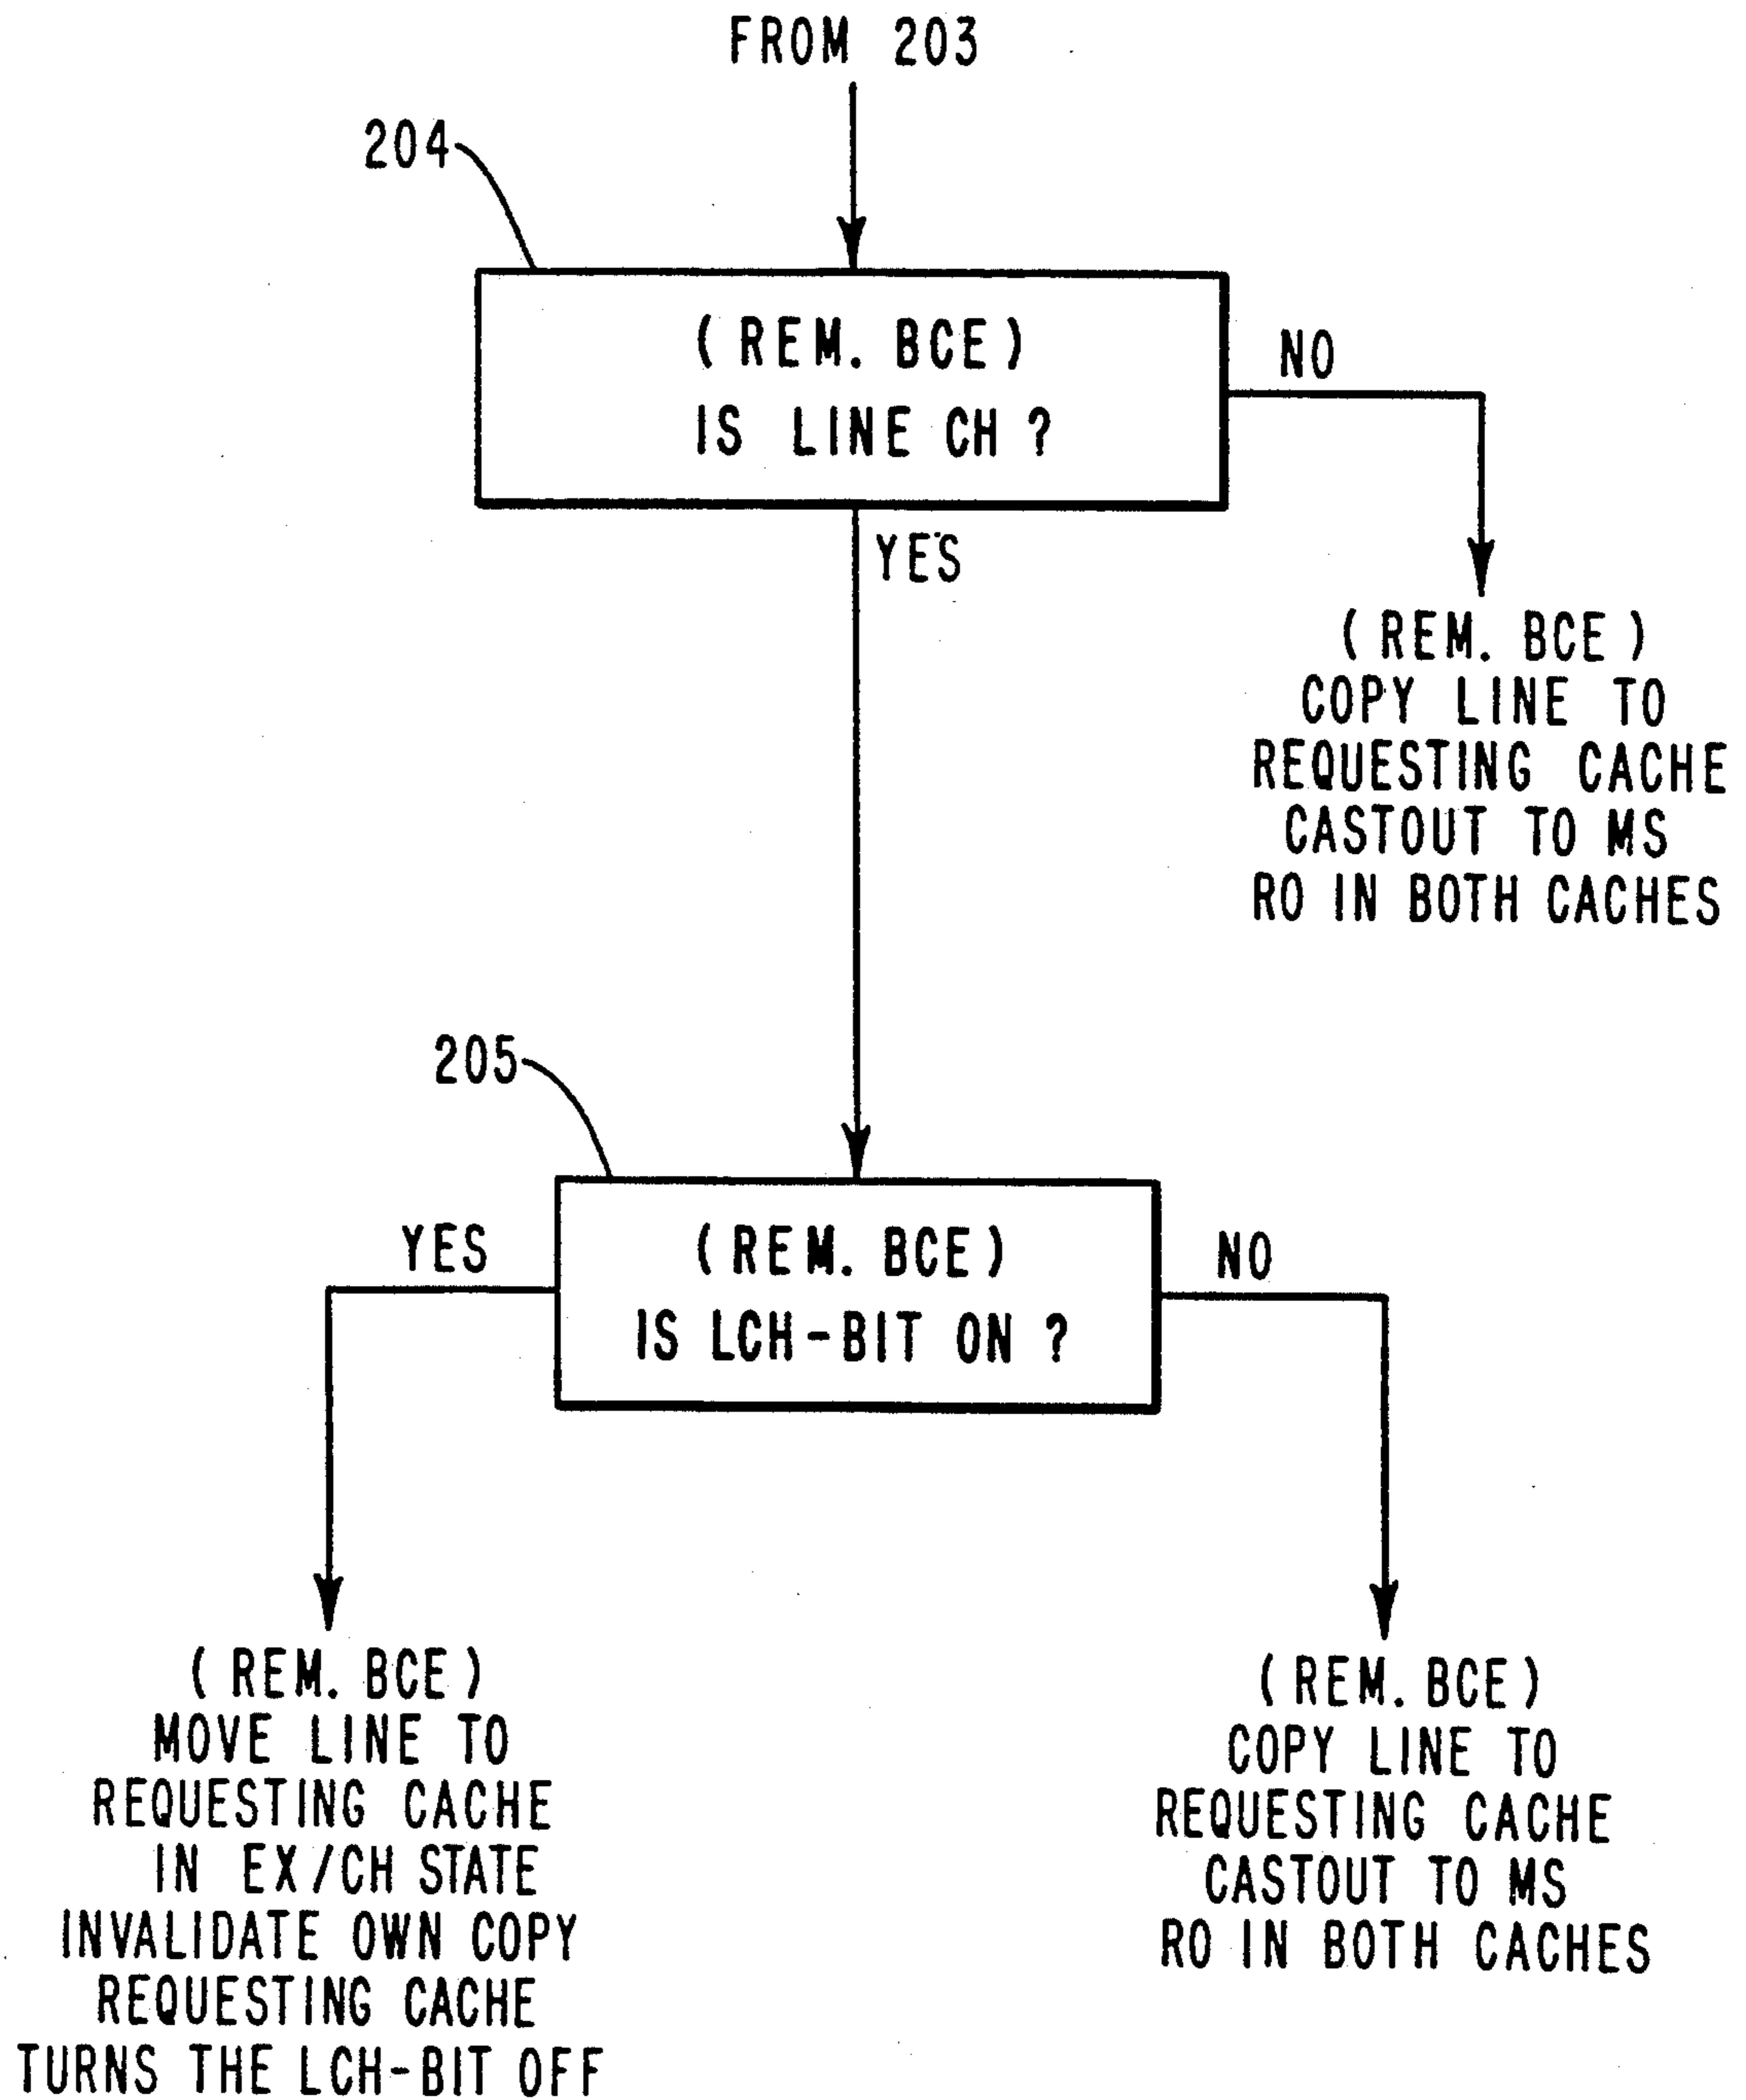 FROM 203
204
(REM. BCE)
IS LINE CH ?
NO
YES
(REM. BCE)
COPY LINE TO
REQUESTING CACHE
CASTOUT TO MS
RO IN BOTH CACHES
205
YES
(REM. BCE)
IS LCH-BIT ON ?
NO
(REM. BCE)
MOVE LINE TO
REQUESTING CACHE
IN EX/CH STATE
INVALIDATE OWN COPY
REQUESTING CACHE
TURNS THE LCH-BIT OFF
(REM. BCE)
COPY LINE TO
REQUESTING CACHE
CASTOUT TO MS
RO IN BOTH CACHES